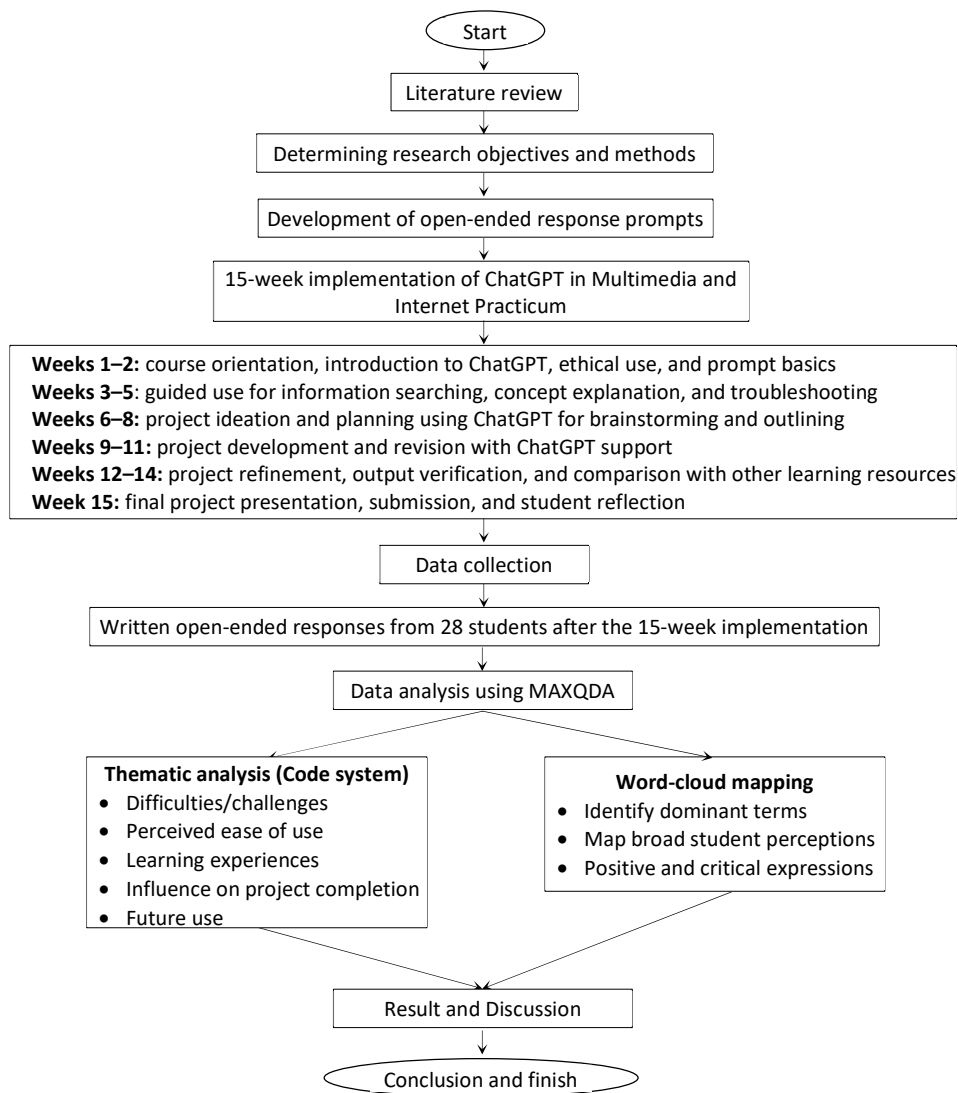 Start
Literature review
Determining research objectives and methods
Development of open-ended response prompts
15-week implementation of ChatGPT in Multimedia and
Internet Practicum
Weeks 1–2: course orientation, introduction to ChatGPT, ethical use, and prompt basics
Weeks 3–5: guided use for information searching, concept explanation, and troubleshooting
Weeks 6–8: project ideation and planning using ChatGPT for brainstorming and outlining
Weeks 9–11: project development and revision with ChatGPT support
Weeks 12–14: project refinement, output verification, and comparison with other learning resources
Week 15: final project presentation, submission, and student reflection
Data collection
Written open-ended responses from 28 students after the 15-week implementation
Data analysis using MAXQDA
Thematic analysis (Code system)
• Difficulties/challenges
• Perceived ease of use
• Learning experiences
• Influence on project completion
• Future use
Word-cloud mapping
• Identify dominant terms
• Map broad student perceptions
• Positive and critical expressions
Result and Discussion
Conclusion and finish